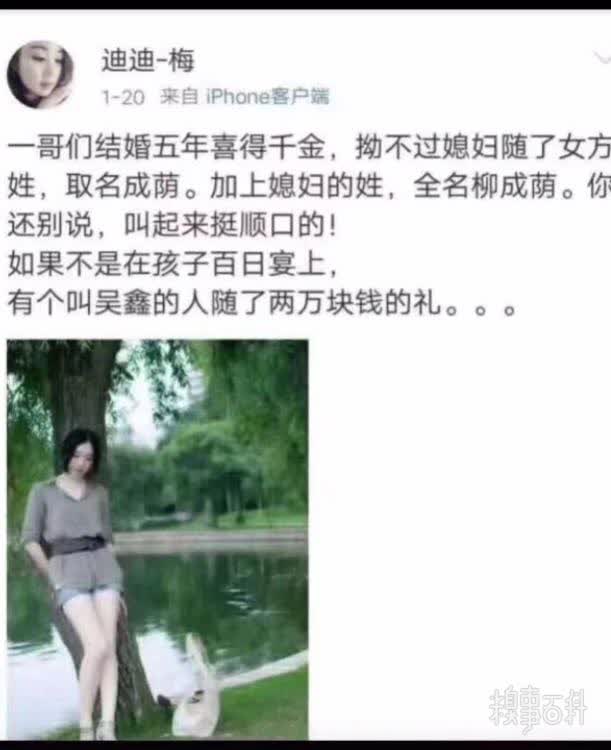 迪迪-梅
1-20 来自 iPhone客户端
一哥们结婚五年喜得千金，拗不过媳妇随了女方
姓，取名成荫。加上媳妇的姓，全名柳成荫。你
还别说，叫起来挺顺口的！
如果不是在孩子百日宴上，
有个叫吴鑫的人随了两万块钱的礼。。。
糗事百科